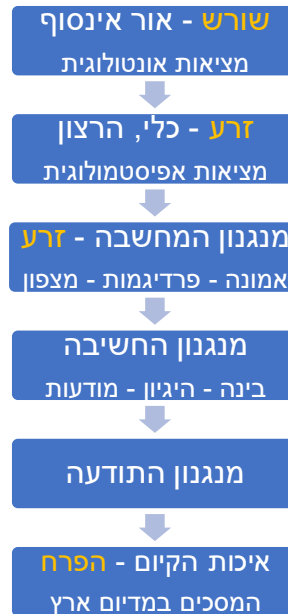 שורש - אור אינסוף
מציאות אונטולוגית
זרע - כלי, הרצון
מציאות אפיסטמולוגית
מנגנון המחשבה - זרע
אמונה - פרדיגמות - מצפון
מנגנון החשיבה
בינה - היגיון - מודעות
מנגנון התודעה
איכות הקיום - הפרח
המסכים במדיום ארץ